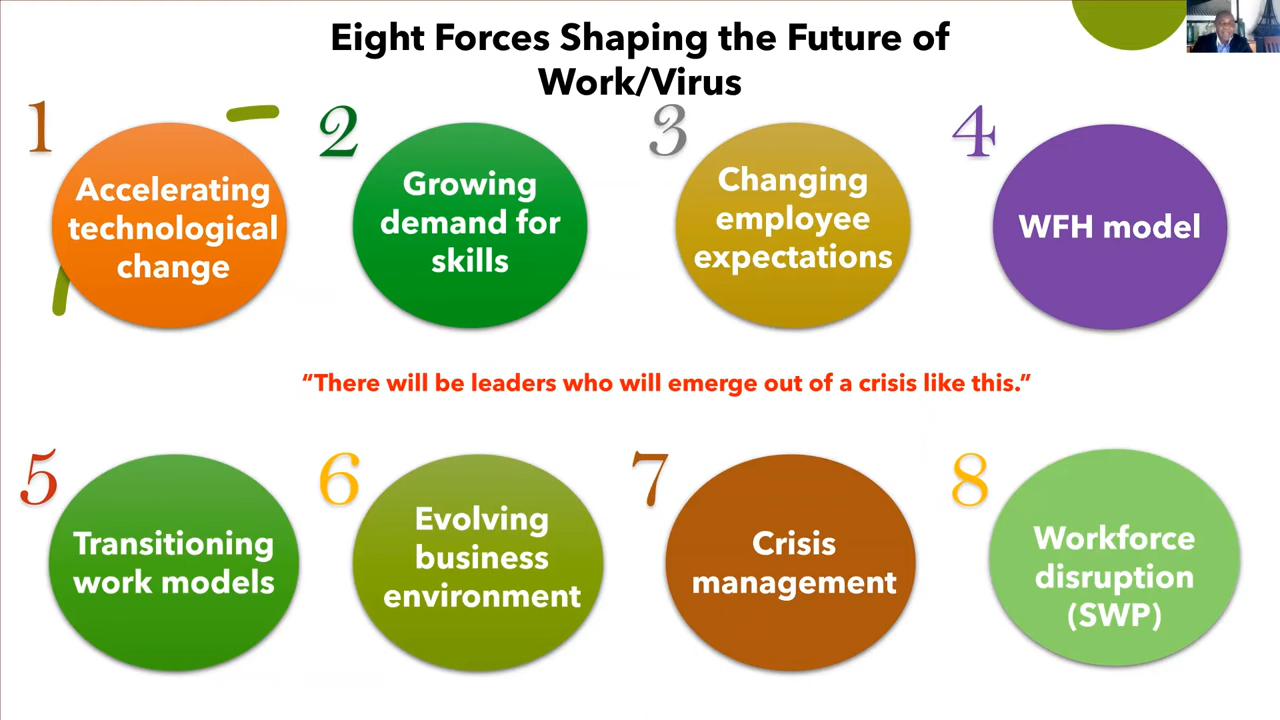 Eight Forces Shaping the Future of
Work/Virus
1
Accelerating
technological
change
2
Growing
demand for
skills
3
Changing
employee
expectations
4
WFH model
“There will be leaders who will emerge out of a crisis like this.”
5
Transitioning
work models
6
Evolving
business
environment
7
Crisis
management
8
Workforce
disruption
(SWP)